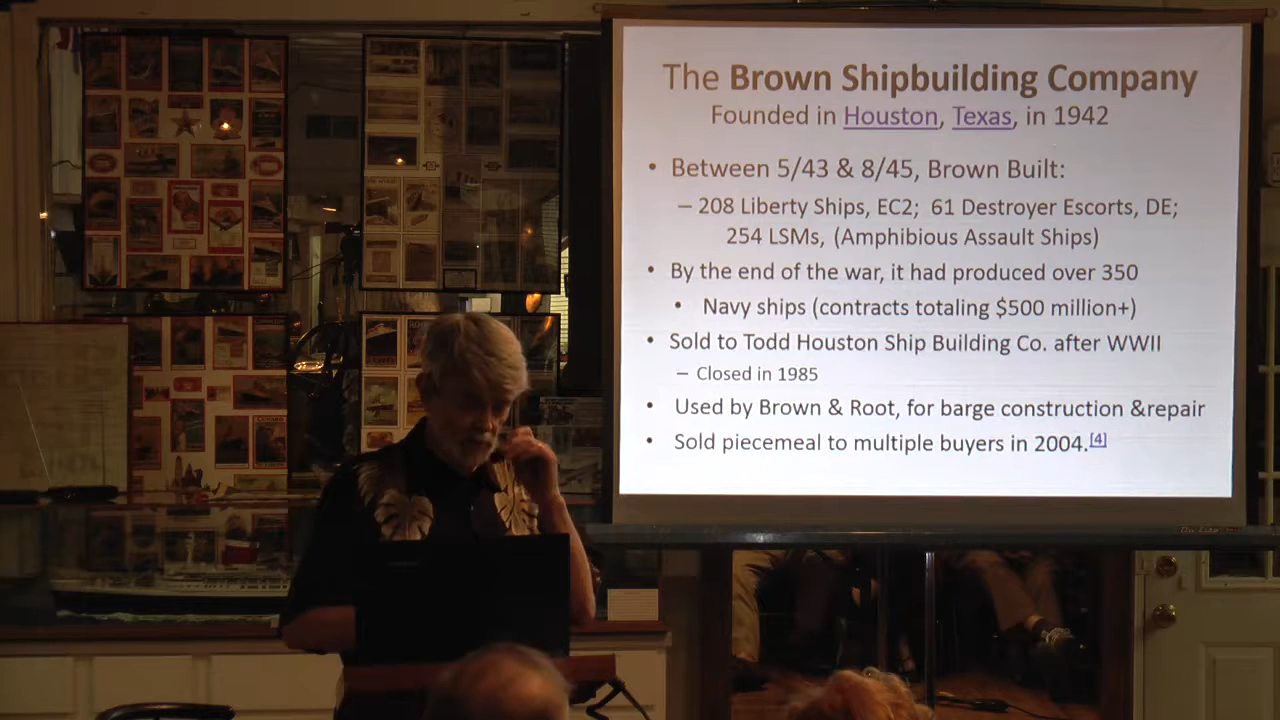 The Brown Shipbuilding Company
Founded in Houston, Texas, in 1942
• Between 5/43 & 8/45, Brown Built:
– 208 Liberty Ships, EC2; 61 Destroyer Escorts, DE;
254 LSMs, (Amphibious Assault Ships)
• By the end of the war, it had produced over 350
• Navy ships (contracts totaling $500 million+)
• Sold to Todd Houston Ship Building Co. after WWII
– Closed in 1985
• Used by Brown & Root, for barge construction &repair
• Sold piecemeal to multiple buyers in 2004.[4]